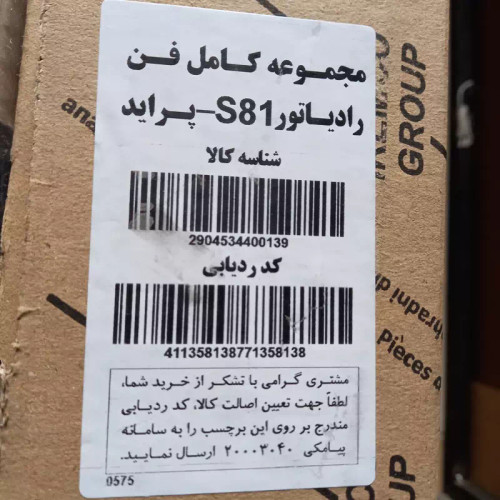 مجموعه کامل فن
رادیاتور S81-پراید
شناسه کالا
2904534400139
کد ردیابی
411358138771358138
مشتری گرامی با تشکر از خرید شما،
لطفاً جهت تعیین اصالت کالا، کد ردیابی
مندرج بر روی این برچسب را به سامانه
پیامکی ۲۰۰۰۳۰۴۰ ارسال نمایید.
0575
GROUP
Pièces